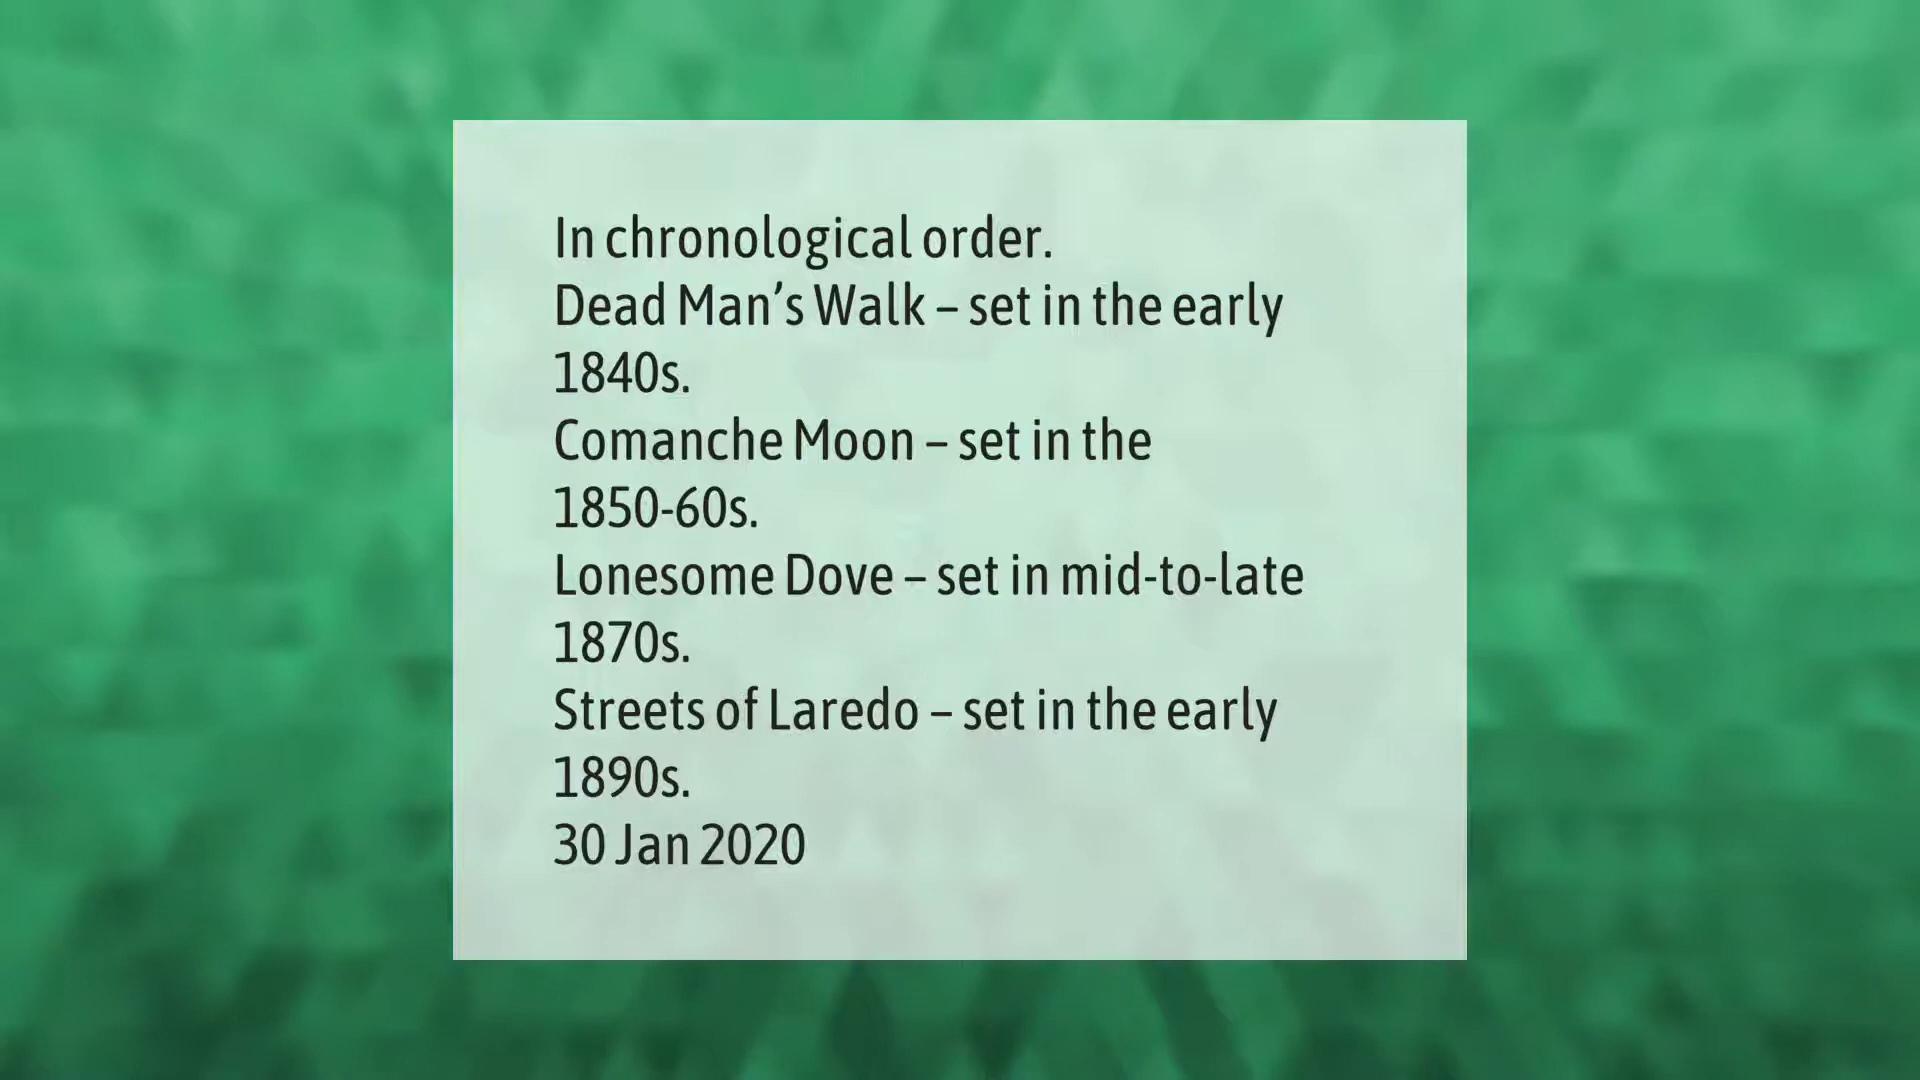 In chronological order.
Dead Man’s Walk – set in the early
1840s.
Comanche Moon – set in the
1850-60s.
Lonesome Dove – set in mid-to-late
1870s.
Streets of Laredo – set in the early
1890s.
30 Jan 2020